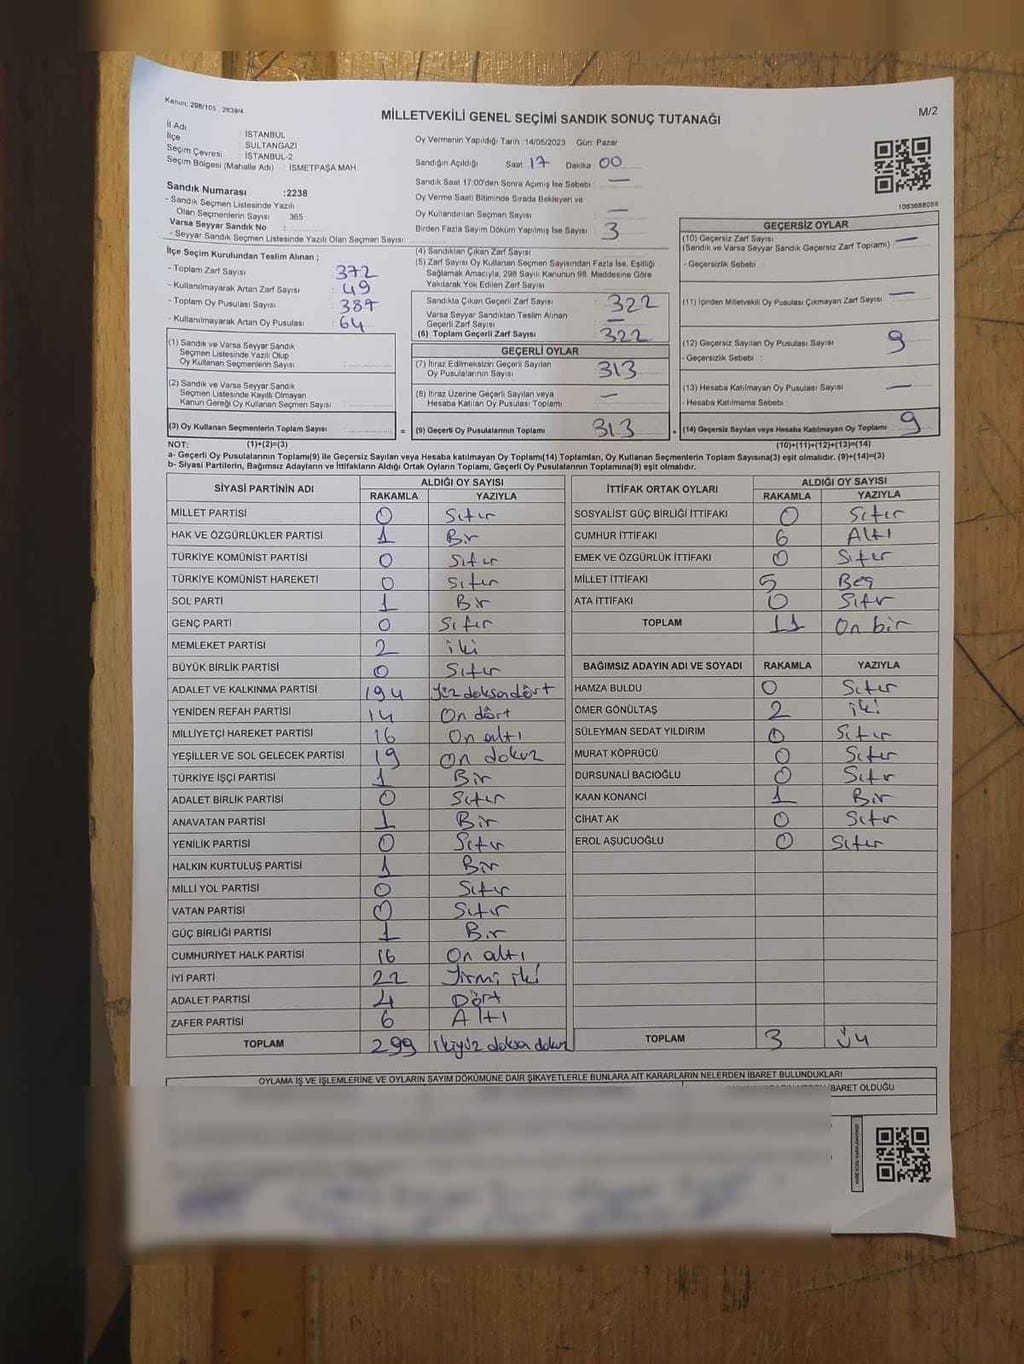 Kanun: 298/105 , 2839/4
MİLLETVEKİLİ GENEL SEÇİMİ SANDIK SONUÇ TUTANAĞI
M/2
İl Adı İSTANBUL
İlçe SULTANGAZİ
Seçim Çevresi İSTANBUL-2
Seçim Bölgesi (Mahalle Adı) İSMETPAŞA MAH.
Sandık Numarası :2238
- Sandık Seçmen Listesinde Yazılı
Olan Seçmenlerin Sayısı 365
Varsa Seyyar Sandık No :
- Seyyar Sandık Seçmen Listesinde Yazılı Olan Seçmen Sayısı
Oy Vermenin Yapıldığı Tarih :14/05/2023 Gün: Pazar
Sandığın Açıldığı Saat 17 Dakika 00
Sandık Saat 17:00'den Sonra Açılmış İse Sebebi : —
Oy Verme Saati Bitiminde Sırada Bekleyen ve
Oy Kullandırılan Seçmen Sayısı : —
Birden Fazla Sayım Döküm Yapılmış İse Sayısı : 3
1083688059
İlçe Seçim Kurulundan Teslim Alınan ;
- Toplam Zarf Sayısı : 372
- Kullanılmayarak Artan Zarf Sayısı : 49
- Toplam Oy Pusulası Sayısı : 387
- Kullanılmayarak Artan Oy Pusulası : 64
(1) Sandık ve Varsa Seyyar Sandık
Seçmen Listesinde Yazılı Olup
Oy Kullanan Seçmenlerin Sayısı :
(2) Sandık ve Varsa Seyyar Sandık
Seçmen Listesinde Kayıtlı Olmayan
Kanun Gereği Oy Kullanan Seçmen Sayısı :
(3) Oy Kullanan Seçmenlerin Toplam Sayısı
(4) Sandıktan Çıkan Zarf Sayısı
(5) Zarf Sayısı Oy Kullanan Seçmen Sayısından Fazla İse, Eşitliği
Sağlamak Amacıyla, 298 Sayılı Kanunun 98. Maddesine Göre
Yakılarak Yok Edilen Zarf Sayısı :
Sandıkta Çıkan Geçerli Zarf Sayısı : 322
Varsa Seyyar Sandıktan Teslim Alınan
Geçerli Zarf Sayısı : —
(6) Toplam Geçerli Zarf Sayısı : 322
GEÇERLİ OYLAR
(7) İtiraz Edilmeksizin Geçerli Sayılan
Oy Pusulalarının Sayısı : 313
(8) İtiraz Üzerine Geçerli Sayılan veya
Hesaba Katılan Oy Pusulası Toplamı : —
= (9) Geçerli Oy Pusulalarının Toplamı 313
GEÇERSİZ OYLAR
(10) Geçersiz Zarf Sayısı : —
(Sandık ve Varsa Seyyar Sandık Geçersiz Zarf Toplamı)
- Geçersizlik Sebebi :
(11) İçinden Milletvekili Oy Pusulası Çıkmayan Zarf Sayısı : —
(12) Geçersiz Sayılan Oy Pusulası Sayısı : 9
- Geçersizlik Sebebi :
(13) Hesaba Katılmayan Oy Pusulası Sayısı : —
- Hesaba Katılmama Sebebi :
+ (14) Geçersiz Sayılan veya Hesaba Katılmayan Oy Toplamı : 9
NOT: (1)+(2)=(3) (10)+(11)+(12)+(13)=(14)
a- Geçerli Oy Pusulalarının Toplamı(9) ile Geçersiz Sayılan veya Hesaba katılmayan Oy Toplamı(14) Toplamları, Oy Kullanan Seçmenlerin Toplam Sayısına(3) eşit olmalıdır. (9)+(14)=(3)
b- Siyasi Partilerin, Bağımsız Adayların ve İttifakların Aldığı Ortak Oyların Toplamı, Geçerli Oy Pusulalarının Toplamına(9) eşit olmalıdır.
SİYASİ PARTİNİN ADI ALDIĞI OY SAYISI
RAKAMLA YAZIYLA
MİLLET PARTİSİ 0 Sıfır
HAK VE ÖZGÜRLÜKLER PARTİSİ 1 Bir
TÜRKİYE KOMÜNİST PARTİSİ 0 Sıfır
TÜRKİYE KOMÜNİST HAREKETİ 0 Sıfır
SOL PARTİ 1 Bir
GENÇ PARTİ 0 Sıfır
MEMLEKET PARTİSİ 2 iki
BÜYÜK BİRLİK PARTİSİ 0 Sıfır
ADALET VE KALKINMA PARTİSİ 194 Yüz doksandört
YENİDEN REFAH PARTİSİ 14 On dört
MİLLİYETÇİ HAREKET PARTİSİ 16 On altı
YEŞİLLER VE SOL GELECEK PARTİSİ 19 On dokuz
TÜRKİYE İŞÇİ PARTİSİ 1 Bir
ADALET BİRLİK PARTİSİ 0 Sıfır
ANAVATAN PARTİSİ 1 Bir
YENİLİK PARTİSİ 0 Sıfır
HALKIN KURTULUŞ PARTİSİ 1 Bir
MİLLİ YOL PARTİSİ 0 Sıfır
VATAN PARTİSİ 0 Sıfır
GÜÇ BİRLİĞİ PARTİSİ 1 Bir
CUMHURİYET HALK PARTİSİ 16 On altı
İYİ PARTİ 22 Yirmi iki
ADALET PARTİSİ 4 Dört
ZAFER PARTİSİ 6 Altı
TOPLAM 299 ikiyüz doksan dokuz
İTTİFAK ORTAK OYLARI ALDIĞI OY SAYISI
RAKAMLA YAZIYLA
SOSYALİST GÜÇ BİRLİĞİ İTTİFAKI 0 Sıfır
CUMHUR İTTİFAKI 6 Altı
EMEK VE ÖZGÜRLÜK İTTİFAKI 0 Sıfır
MİLLET İTTİFAKI 5 Beş
ATA İTTİFAKI 0 Sıfır
TOPLAM 11 On bir
BAĞIMSIZ ADAYIN ADI VE SOYADI RAKAMLA YAZIYLA
HAMZA BULDU 0 Sıfır
ÖMER GÖNÜLTAŞ 2 iki
SÜLEYMAN SEDAT YILDIRIM 0 Sıfır
MURAT KÖPRÜCÜ 0 Sıfır
DURSUNALİ BACIOĞLU 0 Sıfır
KAAN KONANCİ 1 Bir
CİHAT AK 0 Sıfır
EROL AŞUCUOĞLU 0 Sıfır
TOPLAM 3 üç
OYLAMA İŞ VE İŞLEMLERİNE VE OYLARIN SAYIM DÖKÜMÜNE DAİR ŞİKAYETLERLE BUNLARA AİT KARARLARIN NELERDEN İBARET BULUNDUKLARI
İBARET OLDUĞU